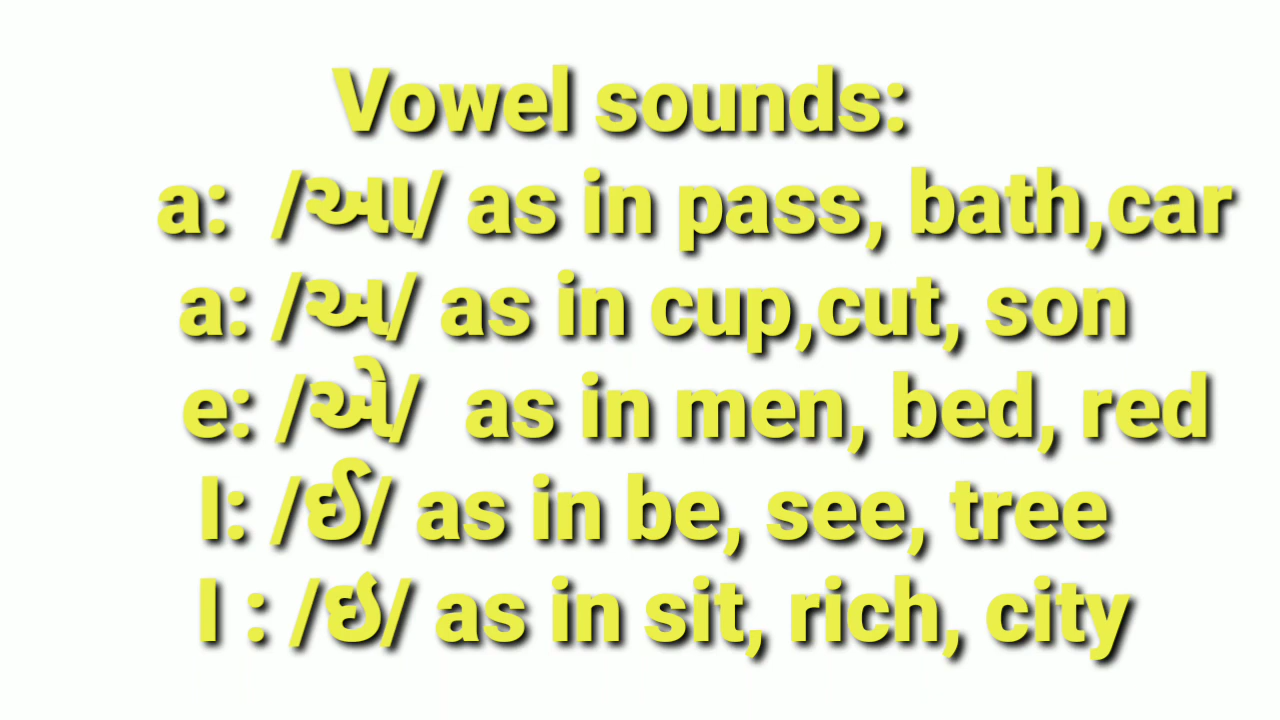 Vowel sounds:
a: /આ/ as in pass, bath,car
a: /અ/ as in cup,cut, son
e: /એ/ as in men, bed, red
I: /ઈ/ as in be, see, tree
I : /ઇ/ as in sit, rich, city